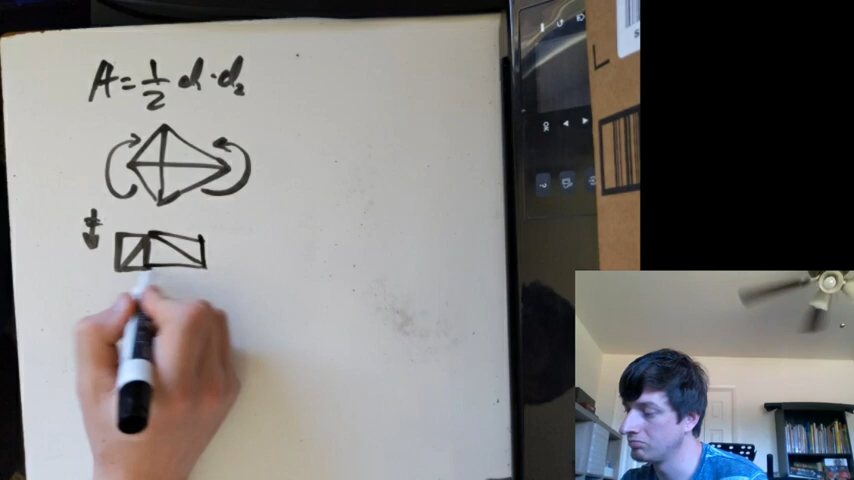 A = 1/2 d₁ · d₂